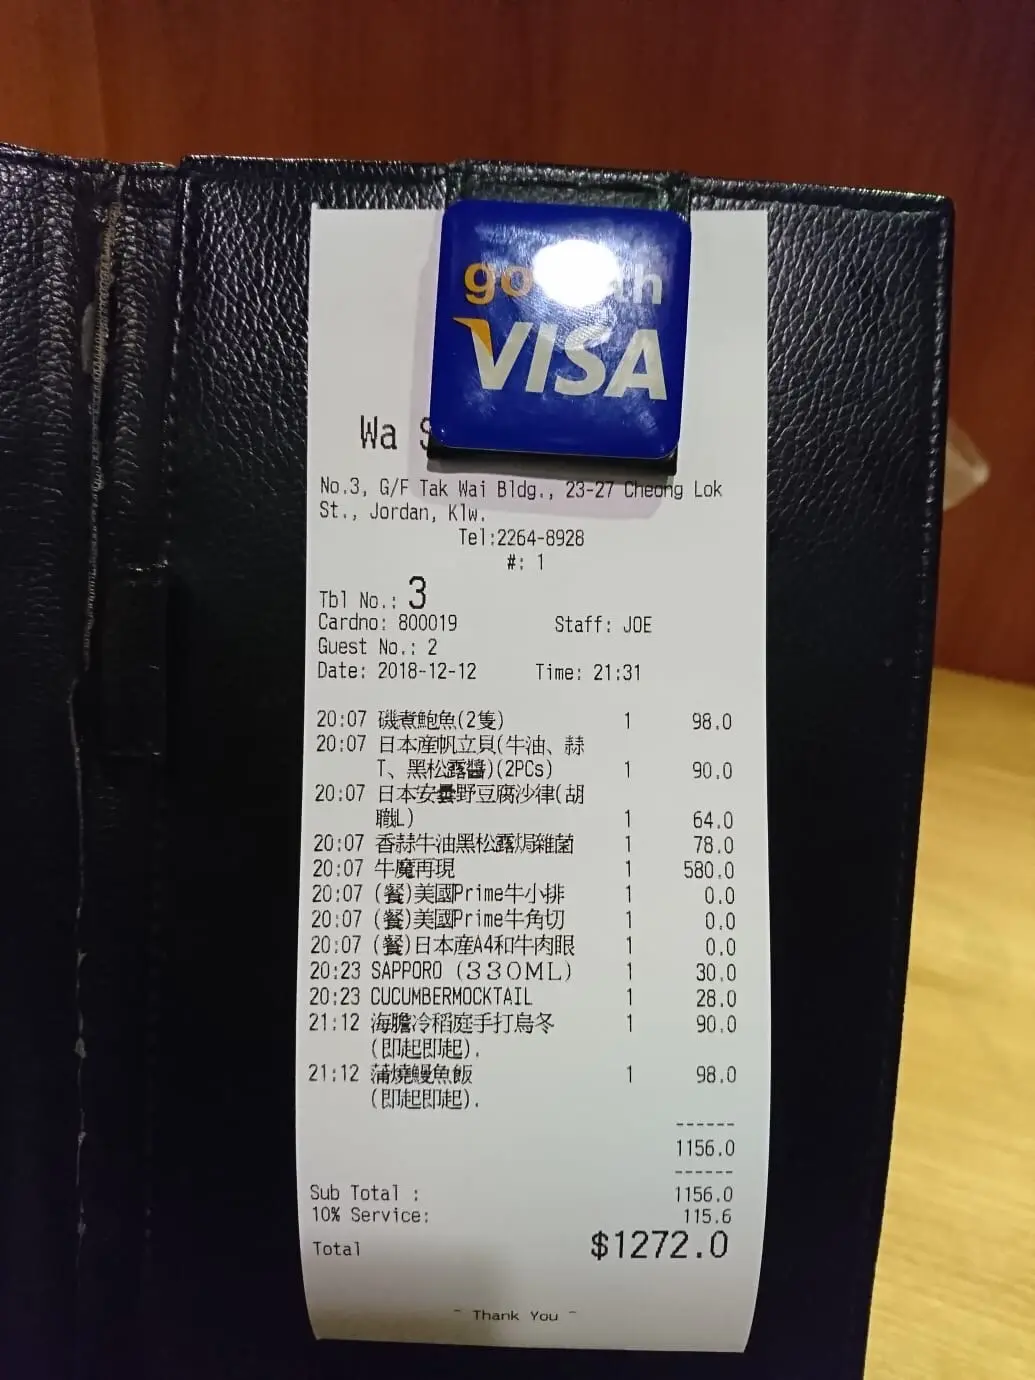 go th
VISA
Wa
No.3, G/F Tak Wai Bldg., 23-27 Cheong Lok
St., Jordan, Klw.
Tel:2264-8928
#: 1
Tbl No.: 3
Cardno: 800019 Staff: JOE
Guest No.: 2
Date: 2018-12-12 Time: 21:31
20:07 磯煮鮑魚(2隻) 1 98.0
20:07 日本産帆立貝(牛油、蒜
T、黑松露醬)(2PCs) 1 90.0
20:07 日本安曇野豆腐沙律(胡
職L) 1 64.0
20:07 香蒜牛油黑松露焗雜菌 1 78.0
20:07 牛魔再現 1 580.0
20:07 (餐)美國Prime牛小排 1 0.0
20:07 (餐)美國Prime牛角切 1 0.0
20:07 (餐)日本產A4和牛肉眼 1 0.0
20:23 SAPPORO (330ML) 1 30.0
20:23 CUCUMBERMOCKTAIL 1 28.0
21:12 海膽冷稻庭手打烏冬 1 90.0
(即起即起).
21:12 蒲燒鰻魚飯 1 98.0
(即起即起).
------
1156.0
------
Sub Total : 1156.0
10% Service: 115.6
Total $1272.0
~ Thank You ~